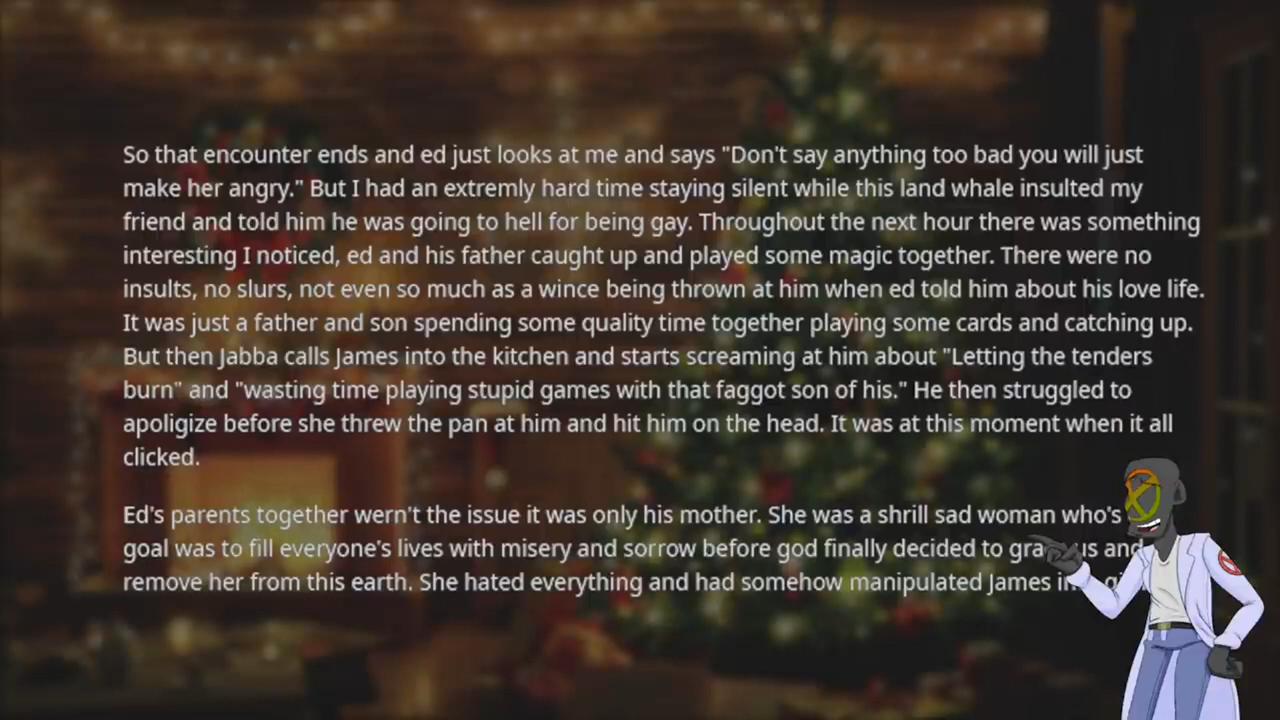 So that encounter ends and ed just looks at me and says "Don't say anything too bad you will just
make her angry." But I had an extremly hard time staying silent while this land whale insulted my
friend and told him he was going to hell for being gay. Throughout the next hour there was something
interesting I noticed, ed and his father caught up and played some magic together. There were no
insults, no slurs, not even so much as a wince being thrown at him when ed told him about his love life.
It was just a father and son spending some quality time together playing some cards and catching up.
But then Jabba calls James into the kitchen and starts screaming at him about "Letting the tenders
burn" and "wasting time playing stupid games with that faggot son of his." He then struggled to
apoligize before she threw the pan at him and hit him on the head. It was at this moment when it all
clicked.
Ed's parents together wern't the issue it was only his mother. She was a shrill sad woman who's
goal was to fill everyone's lives with misery and sorrow before god finally decided to and
remove her from this earth. She hated everything and had somehow manipulated James